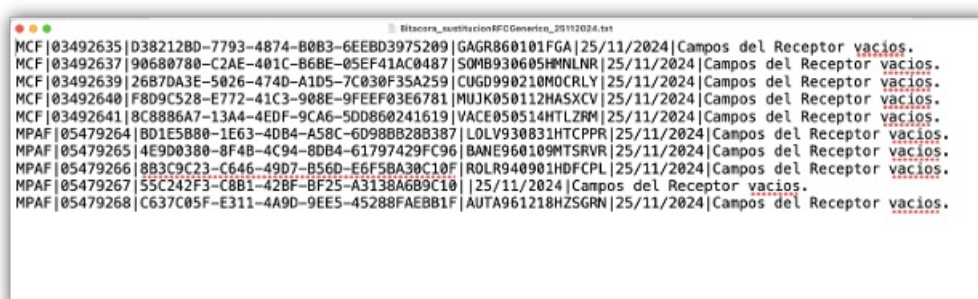 Bitacora_sustitucionRFCGenerico_25112024.txt
MCF|03492635|D38212BD-7793-4874-B0B3-6EEBD3975209|GAGR860101FGA|25/11/2024|Campos del Receptor vacios.
MCF|03492637|90680780-C2AE-401C-B6BE-05EF41AC0487|SOMB930605HMNLNR|25/11/2024|Campos del Receptor vacios.
MCF|03492639|26B7DA3E-5026-474D-A1D5-7C030F35A259|CUGD990210MOCRLY|25/11/2024|Campos del Receptor vacios.
MCF|03492640|F8D9C528-E772-41C3-908E-9FEEF03E6781|MUJK050112HASXCV|25/11/2024|Campos del Receptor vacios.
MCF|03492641|8C8886A7-13A4-4EDF-9CA6-5DD860241619|VACE050514HTLZRM|25/11/2024|Campos del Receptor vacios.
MPAF|05479264|BD1E5B80-1E63-4DB4-A58C-6D98BB28B387|LOLV930831HTCPPR|25/11/2024|Campos del Receptor vacios.
MPAF|05479265|4E9D0380-8F4B-4C94-8DB4-61797429FC96|BANE960109MTSRVR|25/11/2024|Campos del Receptor vacios.
MPAF|05479266|8B3C9C23-C646-49D7-B56D-E6F5BA30C10F|ROLR940901HDFCPL|25/11/2024|Campos del Receptor vacios.
MPAF|05479267|55C242F3-C8B1-42BF-BF25-A3138A6B9C10||25/11/2024|Campos del Receptor vacios.
MPAF|05479268|C637C05F-E311-4A9D-9EE5-45288FAEBB1F|AUTA961218HZSGRN|25/11/2024|Campos del Receptor vacios.